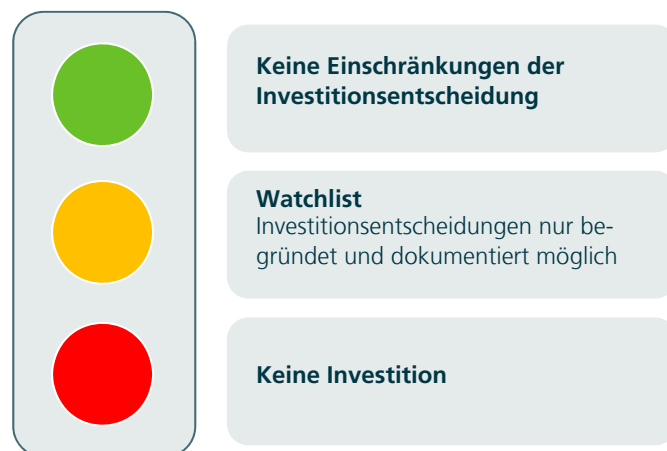 Keine Einschränkungen der
Investitionsentscheidung
Watchlist
Investitionsentscheidungen nur be-
gründet und dokumentiert möglich
Keine Investition